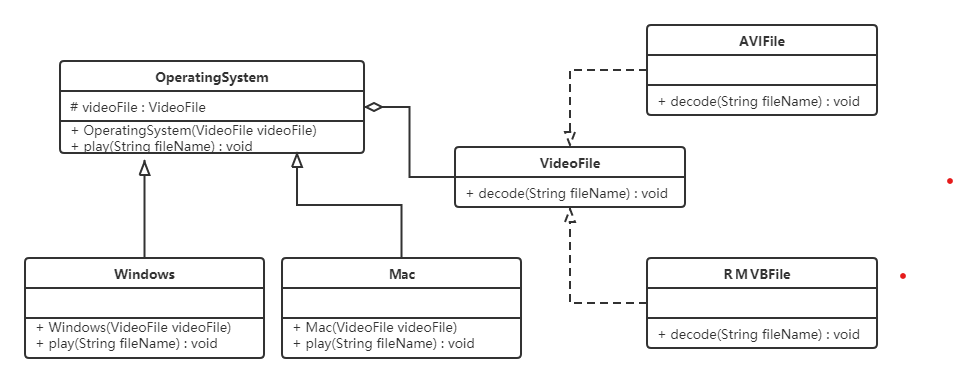 AVIFile
+ decode(String fileName) : void
OperatingSystem
# videoFile : VideoFile
+ OperatingSystem(VideoFile videoFile)
+ play(String fileName) : void
VideoFile
+ decode(String fileName) : void
Windows
+ Windows(VideoFile videoFile)
+ play(String fileName) : void
Mac
+ Mac(VideoFile videoFile)
+ play(String fileName) : void
RMVBFile
+ decode(String fileName) : void